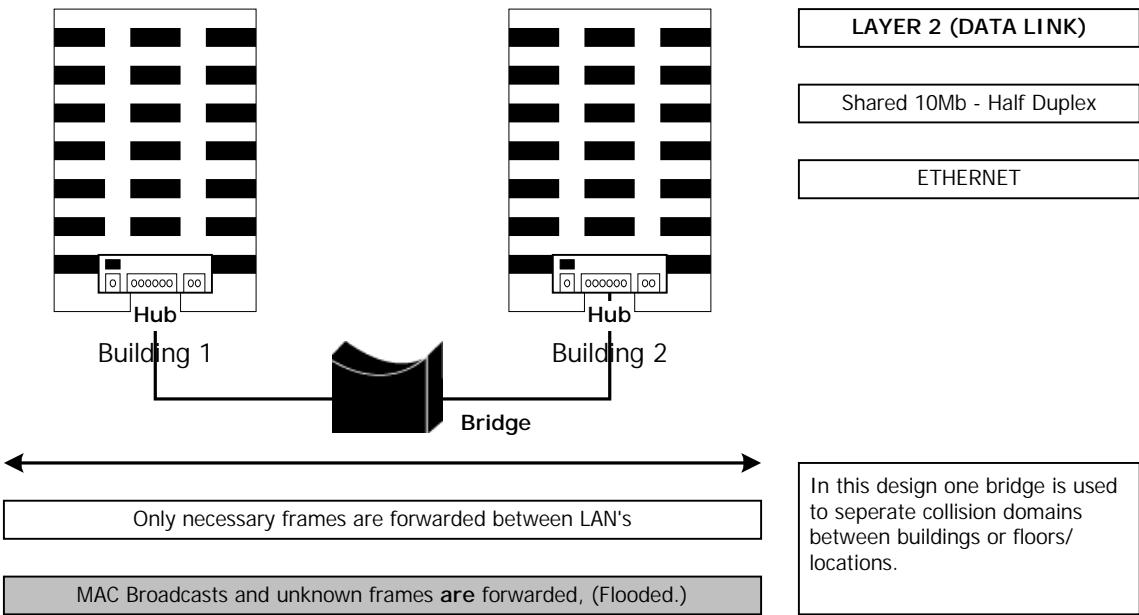 LAYER 2 (DATA LINK)
Shared 10Mb - Half Duplex
ETHERNET
Hub
Building 1
Hub
Building 2
Bridge
Only necessary frames are forwarded between LAN's
MAC Broadcasts and unknown frames are forwarded, (Flooded.)
In this design one bridge is used
to seperate collision domains
between buildings or floors/
locations.